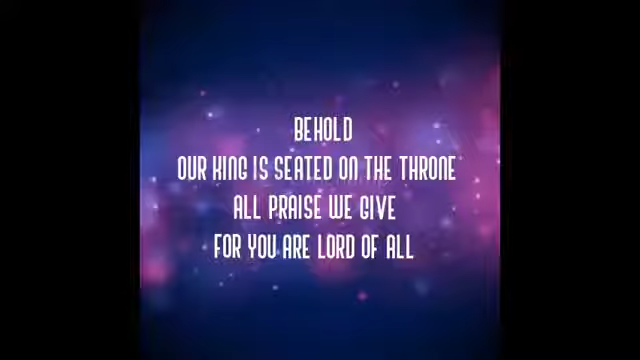 BEHOLD
OUR KING IS SEATED ON THE THRONE
ALL PRAISE WE GIVE
FOR YOU ARE LORD OF ALL